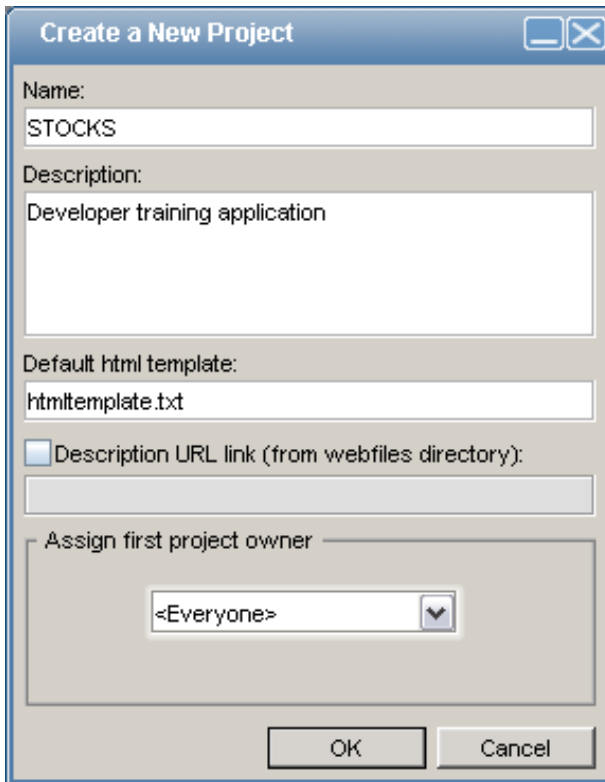 Create a New Project
Name:
STOCKS
Description:
Developer training application
Default html template:
htmltemplate.txt
Description URL link (from webfiles directory):
Assign first project owner
<Everyone>
OK
Cancel